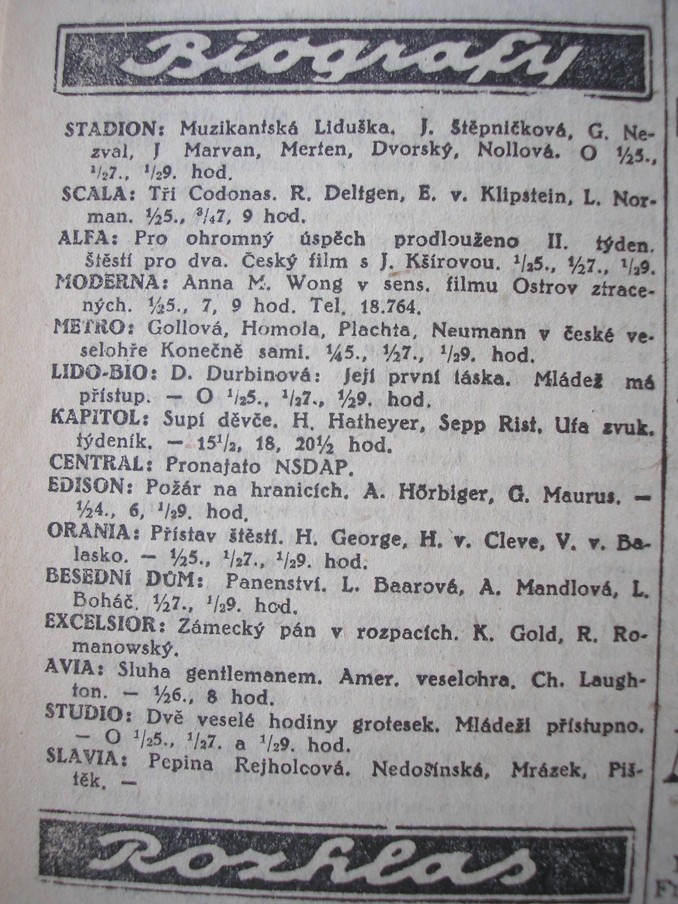 Biografy
STADION: Muzikantská Liduška. J. Štěpničková, G. Ne-
zval, J Marvan, Merten, Dvorský, Nollová. O ½5.,
½7., ½9. hod.
SCALA: Tři Codonas. R. Deltgen, E. v. Klipstein, L. Nor-
man. ½5., ¾7, 9 hod.
ALFA: Pro ohromný úspěch prodlouženo II. týden.
Štěstí pro dva. Český film s J. Kšírovou. ½5., ½7., ½9.
MODERNA: Anna M. Wong v sens. filmu Ostrov ztrace-
ných. ½5., 7, 9 hod. Tel. 18.764.
METRO: Gollová, Homola, Plachta, Neumann v české ve-
selohře Konečně sami. ¼5., ½7., ½9. hod.
LIDO-BIO: D. Durbinová: Její první láska. Mládež má
přístup. — O ½5., ½7., ½9. hod.
KAPITOL: Supí děvče. H. Hatheyer, Sepp Rist, Ufa zvuk.
týdeník. — 15½, 18, 20½ hod.
CENTRAL: Pronajato NSDAP.
EDISON: Požár na hranicích. A. Hörbiger, G. Maurus. —
½4., 6, ½9. hod.
ORANIA: Přístav štěstí. H. George, H. v. Cleve, V. v. Ba-
lasko. — ½5., ½7., ½9. hod.
BESEDNÍ DŮM: Panenství. L. Baarová, A. Mandlová, L.
Boháč. ½7., ½9. hod.
EXCELSIOR: Zámecký pán v rozpacích. K. Gold, R. Ro-
manowský.
AVIA: Sluha gentlemanem. Amer. veselohra. Ch. Laugh-
ton. — ½6., 8 hod.
STUDIO: Dvě veselé hodiny grotesek. Mládeži přístupno.
— O ½5., ½7. a ½9. hod.
SLAVIA: Pepina Rejholcová. Nedošinská, Mrázek, Piš-
těk. —
Rozhlas